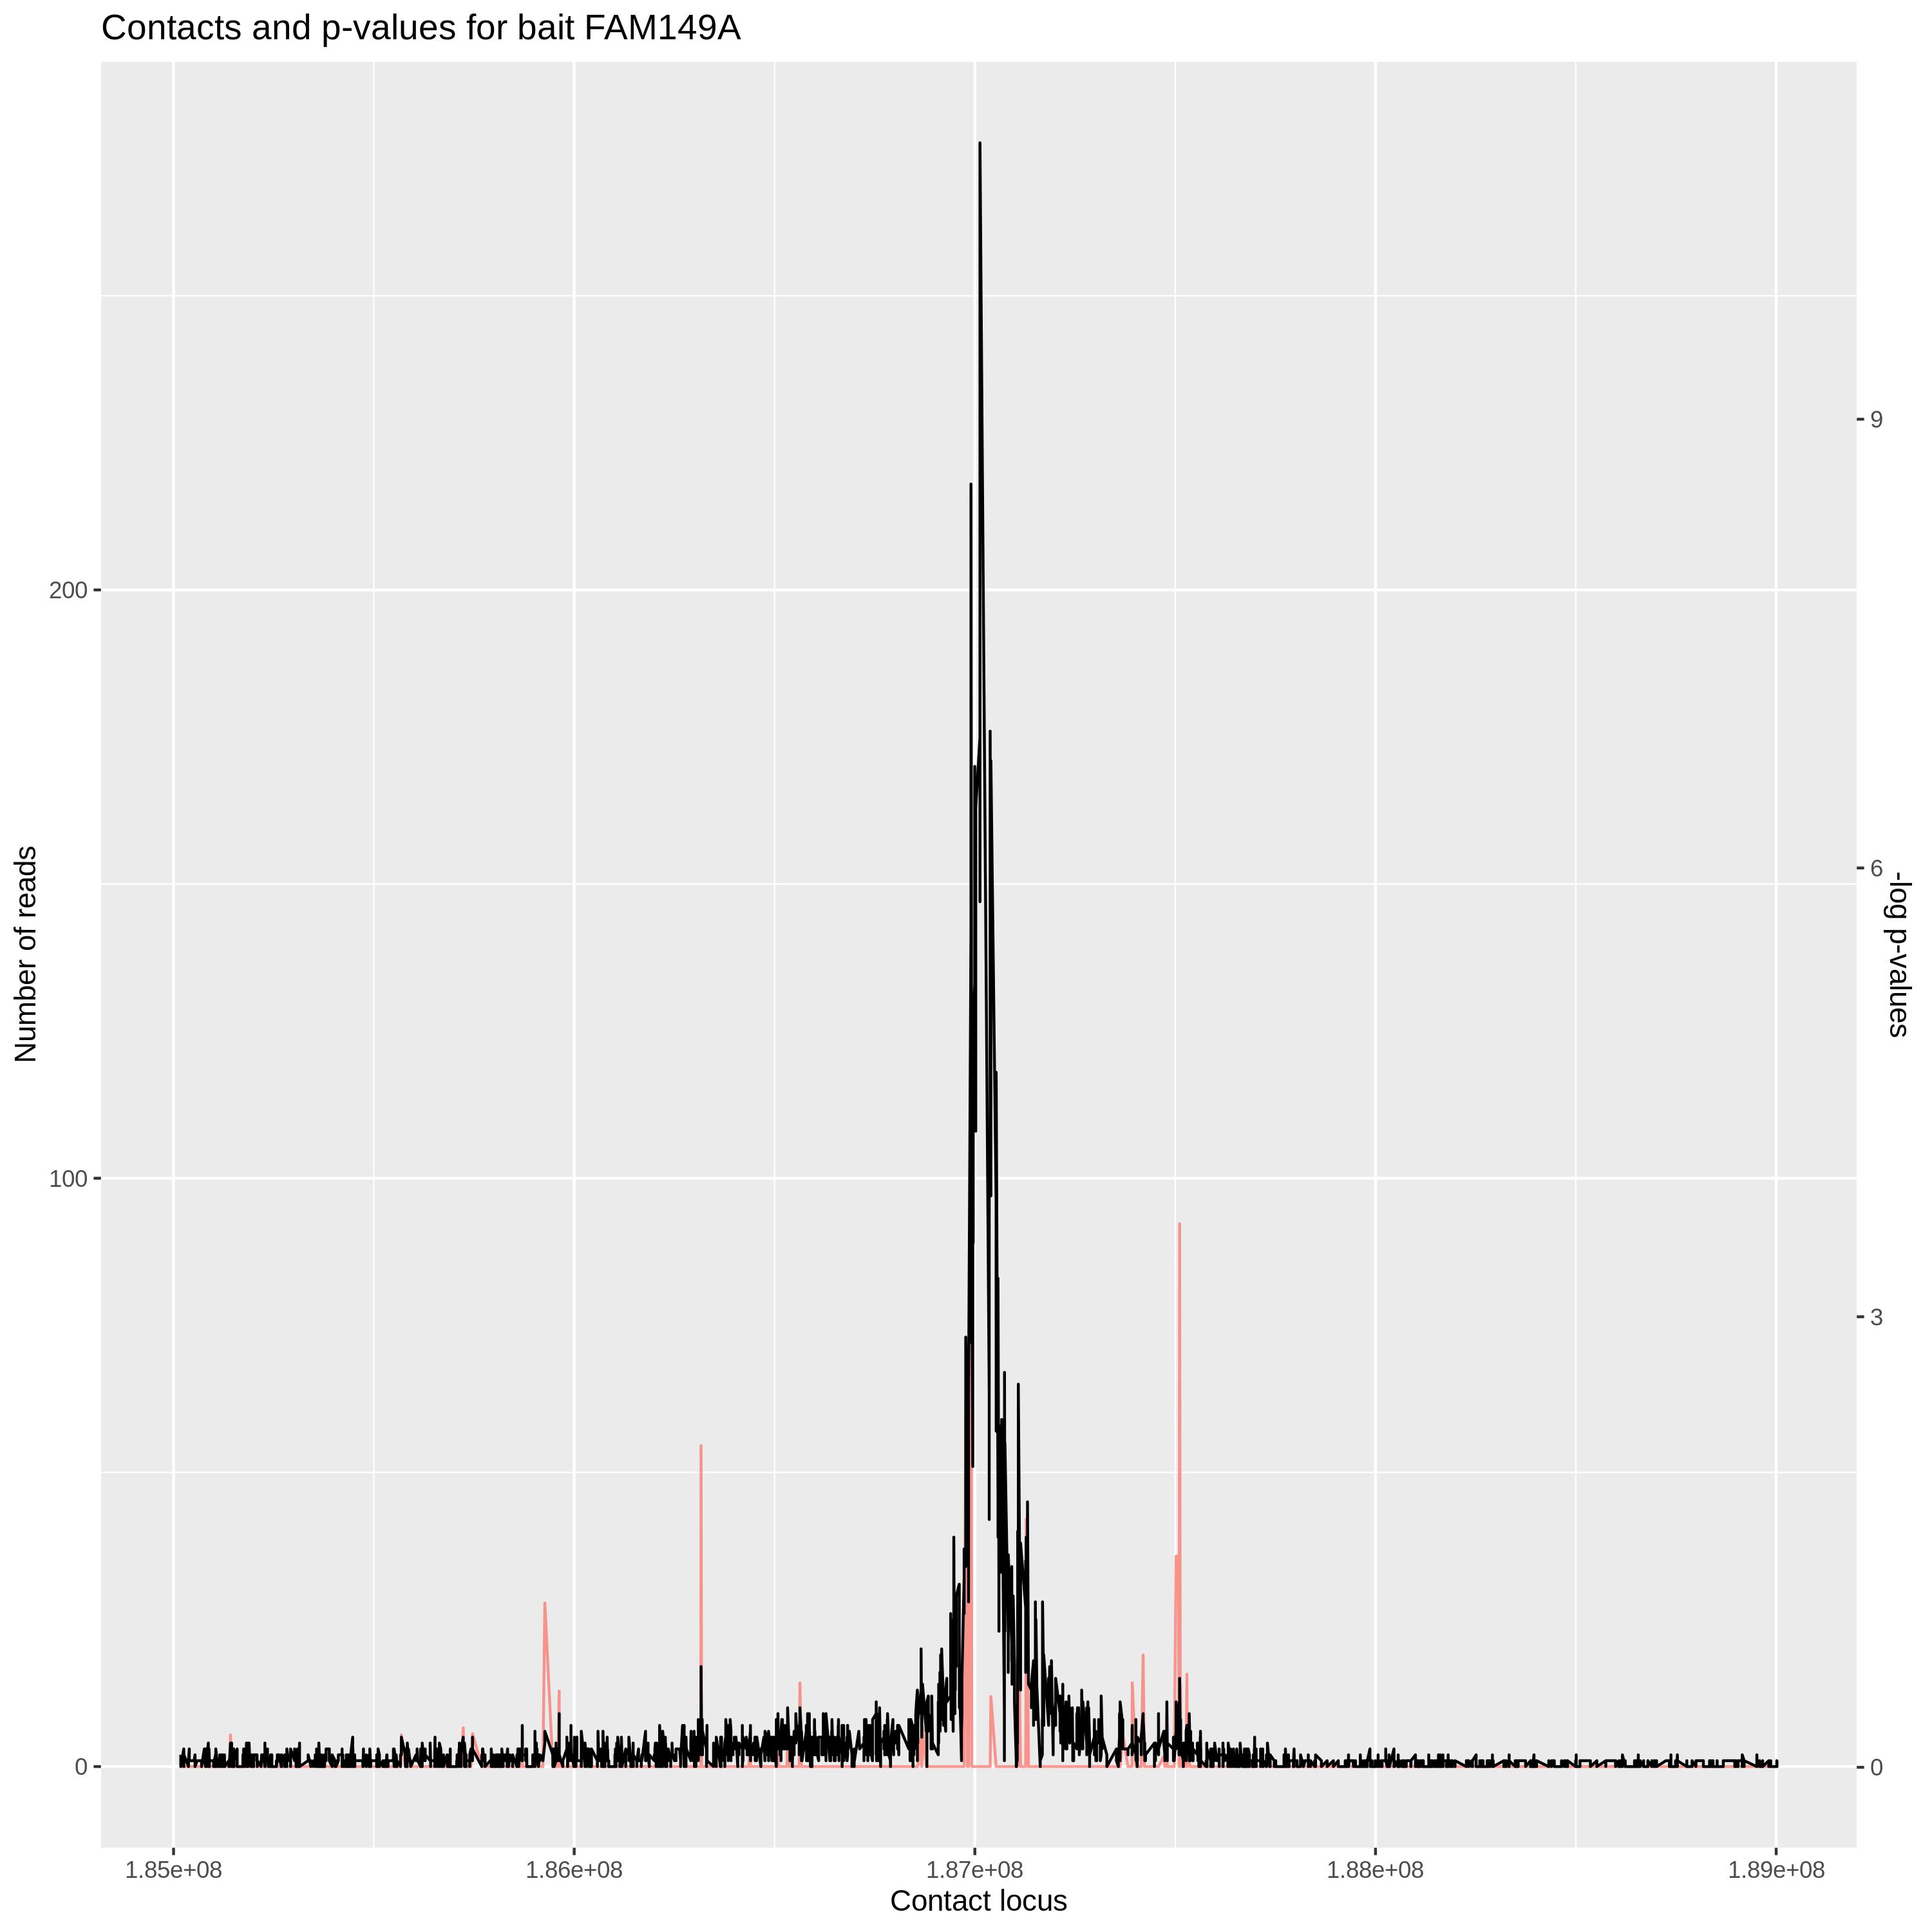 Contacts and p-values for bait FAM149A
Number of reads
200
100
0
9
6
3
0
-log p-values
1.85e+08
1.86e+08
1.87e+08
1.88e+08
1.89e+08
Contact locus